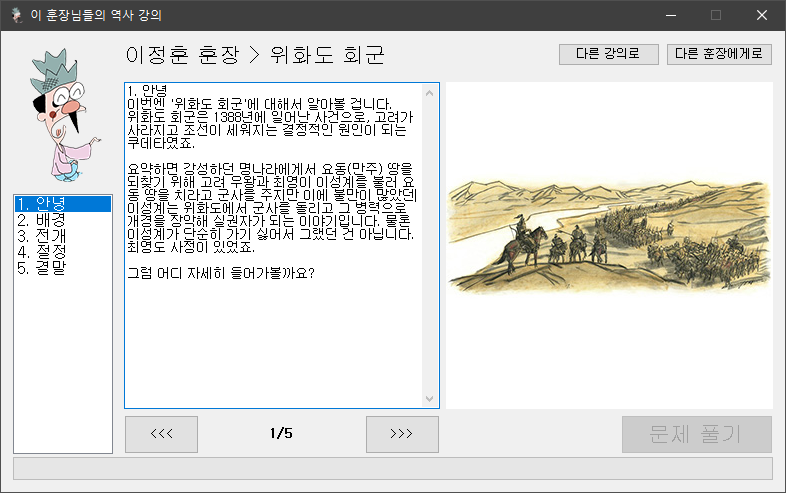 이 훈장님들의 역사 강의
이정훈 훈장 > 위화도 회군
다른 강의로
다른 훈장에게로
1. 안녕
2. 배경
3. 전개
4. 절정
5. 결말
1. 안녕
이번엔 '위화도 회군'에 대해서 알아볼 겁니다.
위화도 회군은 1388년에 일어난 사건으로, 고려가
사라지고 조선이 세워지는 결정적인 원인이 되는
쿠데타였죠.
요약하면 강성하던 명나라에게서 요동(만주) 땅을
되찾기 위해 고려 우왕과 최영이 이성계를 불러 요
동 땅을 치라고 군사를 주지만 이에 불만이 많았던
이성계는 위화도에서 군사를 돌리고 그 병력으로
개경을 장악해 실권자가 되는 이야기입니다. 물론
이성계가 단순히 가기 싫어서 그랬던 건 아닙니다.
최영도 사정이 있었죠.
그럼 어디 자세히 들어가볼까요?
<<<
1/5
>>>
문제 풀기